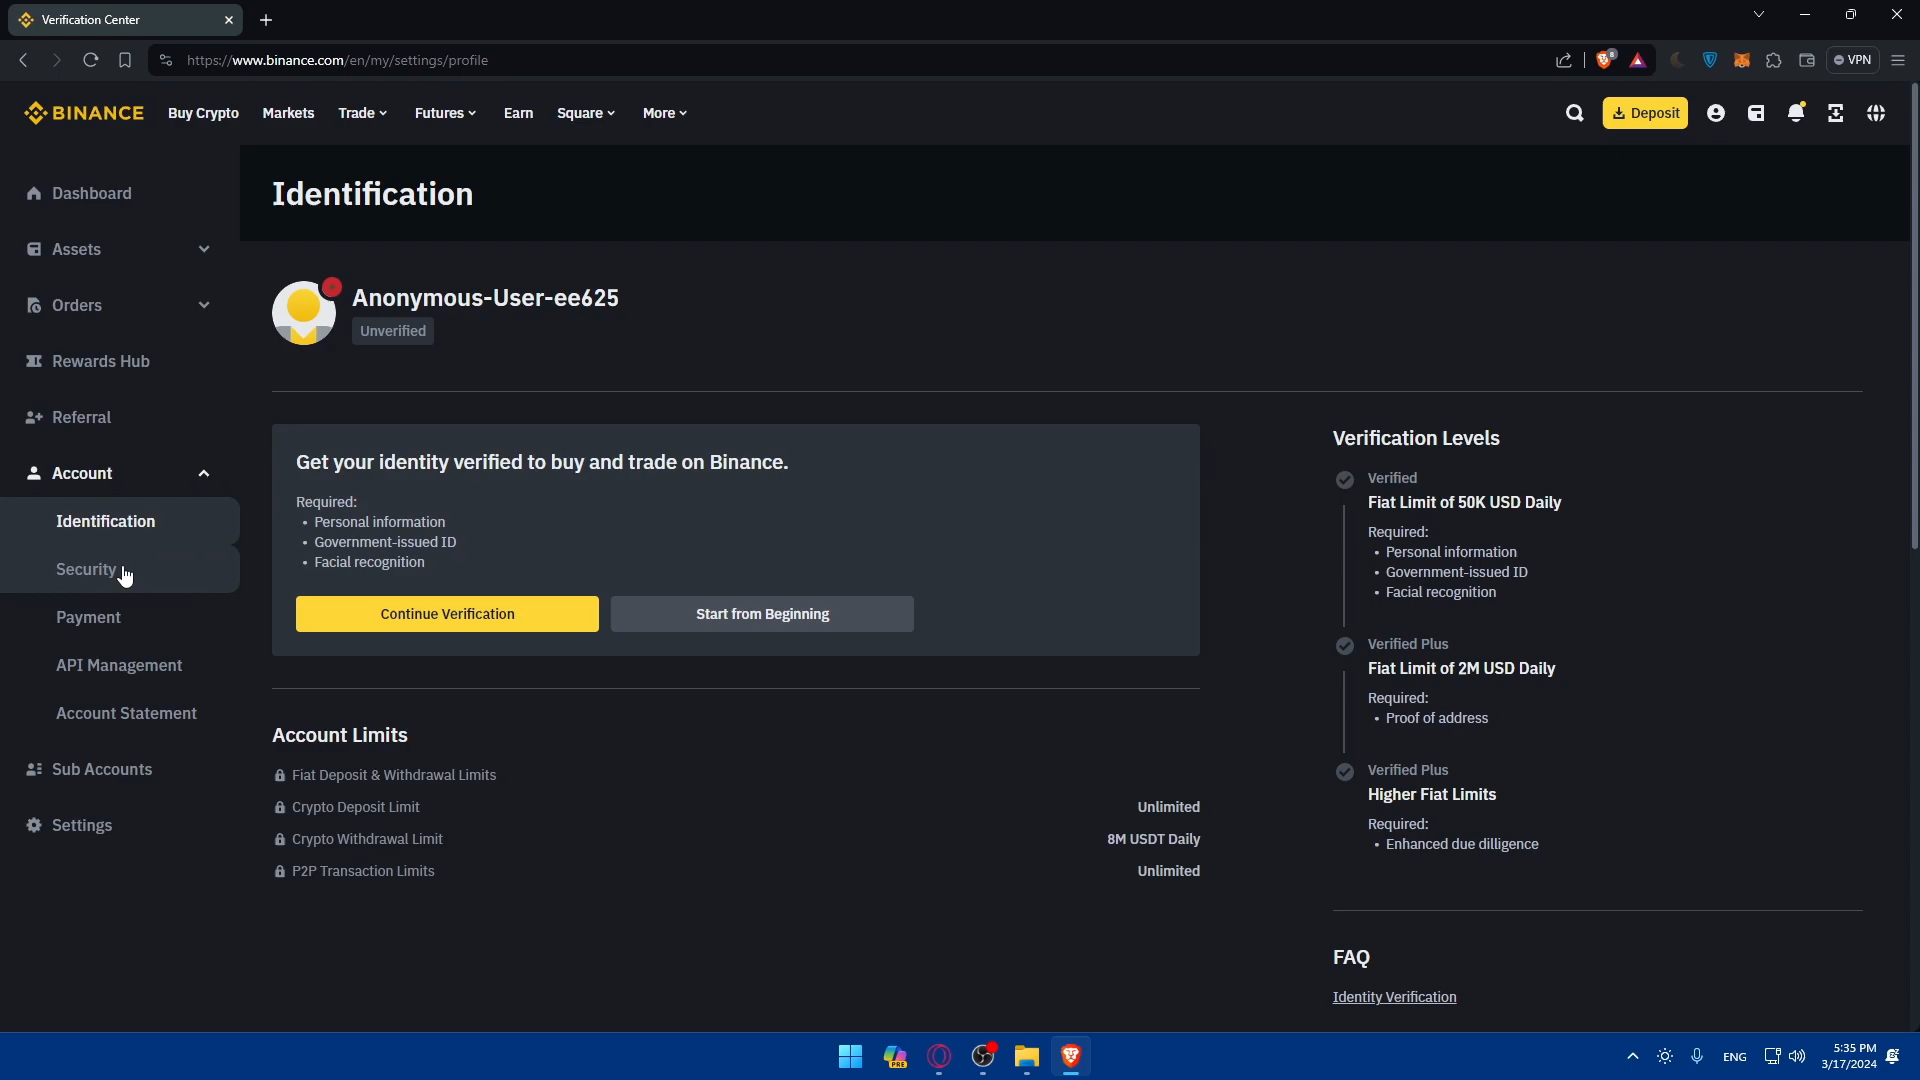 Verification Center
https://www.binance.com/en/my/settings/profile
VPN
BINANCE
Buy Crypto
Markets
Trade
Futures
Earn
Square
More
Deposit
Dashboard
Assets
Orders
Rewards Hub
Referral
Account
Identification
Security
Payment
API Management
Account Statement
Sub Accounts
Settings
Identification
Anonymous-User-ee625
Unverified
Get your identity verified to buy and trade on Binance.
Required:
• Personal information
• Government-issued ID
• Facial recognition
Continue Verification
Start from Beginning
Account Limits
Fiat Deposit & Withdrawal Limits
Crypto Deposit Limit Unlimited
Crypto Withdrawal Limit 8M USDT Daily
P2P Transaction Limits Unlimited
Verification Levels
Verified
Fiat Limit of 50K USD Daily
Required:
• Personal information
• Government-issued ID
• Facial recognition
Verified Plus
Fiat Limit of 2M USD Daily
Required:
• Proof of address
Verified Plus
Higher Fiat Limits
Required:
• Enhanced due dilligence
FAQ
Identity Verification
PRE
ENG
5:35 PM
3/17/2024